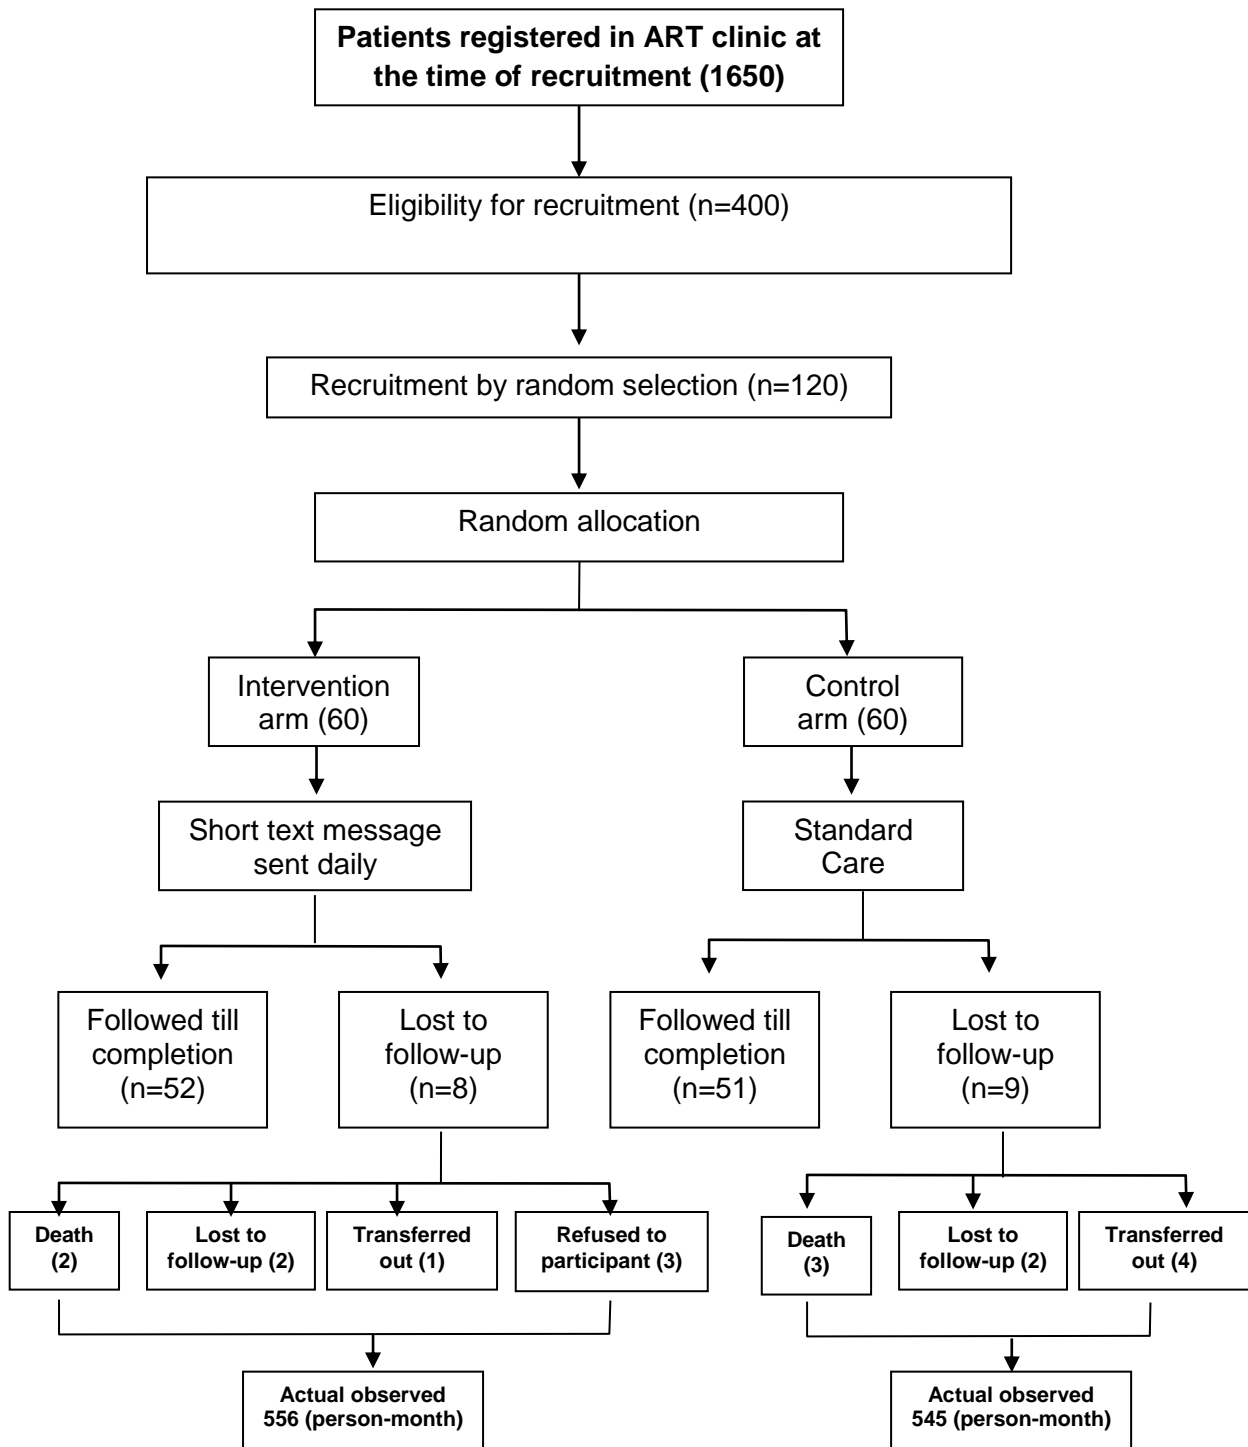 Patients registered in ART clinic at
the time of recruitment (1650)
Eligibility for recruitment (n=400)
Recruitment by random selection (n=120)
Random allocation
Intervention
arm (60)
Control
arm (60)
Short text message
sent daily
Standard
Care
Followed till
completion
(n=52)
Lost to
follow-up
(n=8)
Followed till
completion
(n=51)
Lost to
follow-up
(n=9)
Death
(2)
Lost to
follow-up (2)
Transferred
out (1)
Refused to
participant (3)
Death
(3)
Lost to
follow-up (2)
Transferred
out (4)
Actual observed
556 (person-month)
Actual observed
545 (person-month)